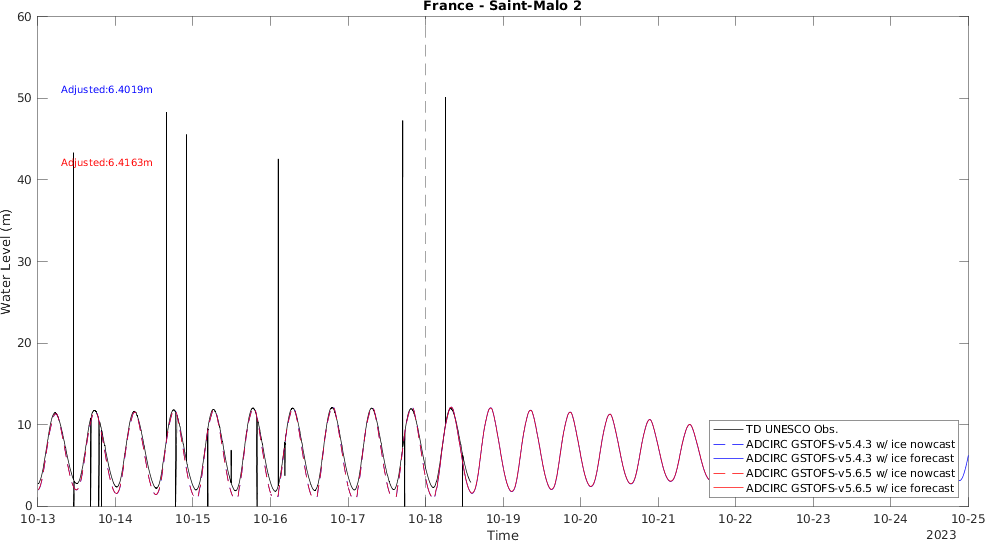 France - Saint-Malo 2
60
50
40
30
20
10
0
Water Level (m)
Adjusted:6.4019m
Adjusted:6.4163m
TD UNESCO Obs.
ADCIRC GSTOFS-v5.4.3 w/ ice nowcast
ADCIRC GSTOFS-v5.4.3 w/ ice forecast
ADCIRC GSTOFS-v5.6.5 w/ ice nowcast
ADCIRC GSTOFS-v5.6.5 w/ ice forecast
10-13 10-14 10-15 10-16 10-17 10-18 10-19 10-20 10-21 10-22 10-23 10-24 10-25
Time
2023